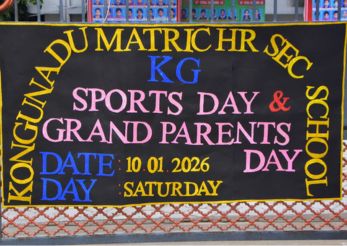 KONGUNADU MATRIC HR SEC SCHOOL
KG
SPORTS DAY &
GRAND PARENTS
DAY
DATE : 10 01 2026
DAY : SATURDAY